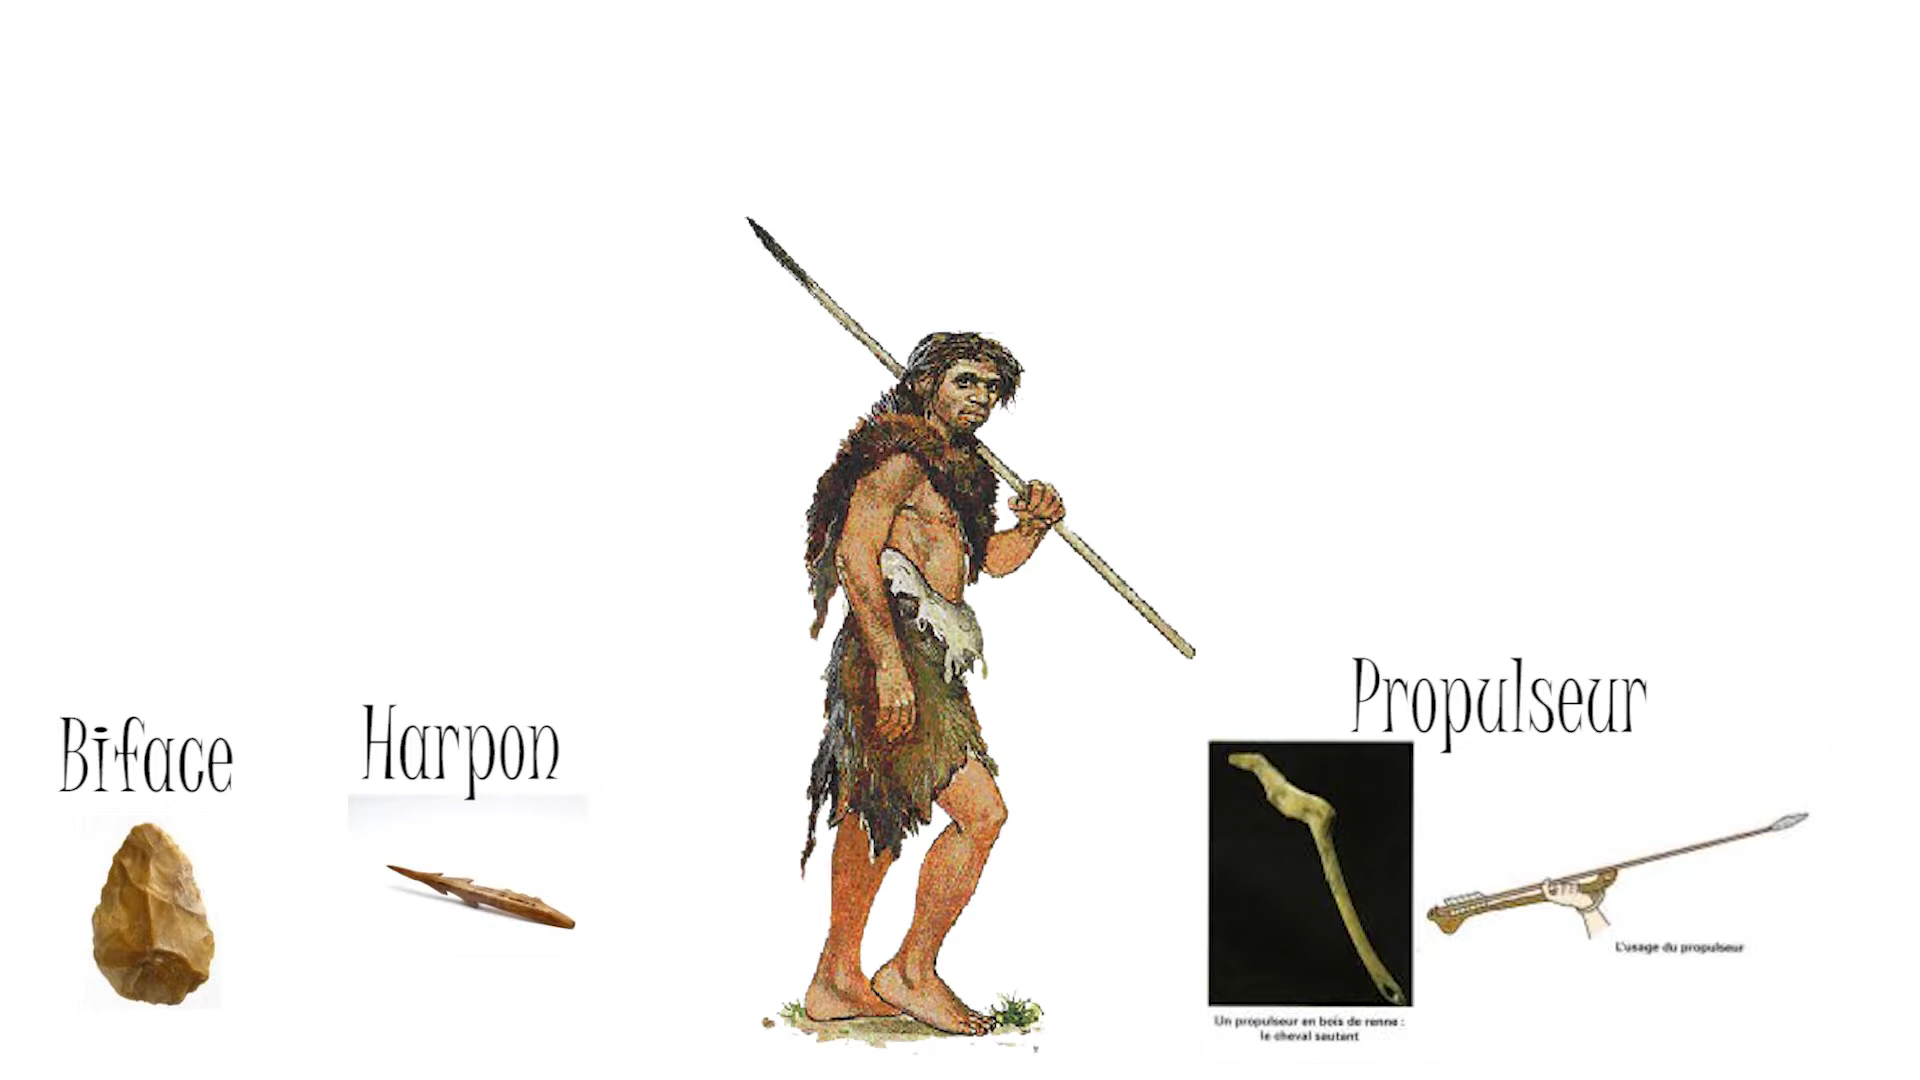 Biface
Harpon
Propulseur
L'usage du propulseur
Un propulseur en bois de renne :
le cheval sautant